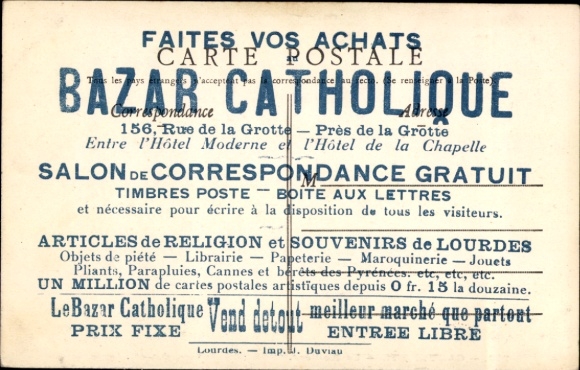 FAITES VOS ACHATS
au
CARTE POSTALE
Tous les pays étrangers n'acceptent pas la correspondance au recto. (Se renseigner à la Poste).
BAZAR CATHOLIQUE
Correspondance
Adresse
156, Rue de la Grotte — Près de la Grotte
Entre l'Hôtel Moderne et l'Hôtel de la Chapelle
SALON DE CORRESPONDANCE GRATUIT
M
TIMBRES POSTE — BOITE AUX LETTRES
et nécessaire pour écrire à la disposition de tous les visiteurs.
ARTICLES de RELIGION et SOUVENIRS de LOURDES
Objets de piété — Librairie — Papeterie — Maroquinerie — Jouets
Pliants, Parapluies, Cannes et bérêts des Pyrénées. etc, etc, etc.
UN MILLION de cartes postales artistiques depuis 0 fr. 15 la douzaine.
Le Bazar Catholique Vend de tout meilleur marché que partout
PRIX FIXE ENTREE LIBRE
Lourdes. — Imp. J. Duviau